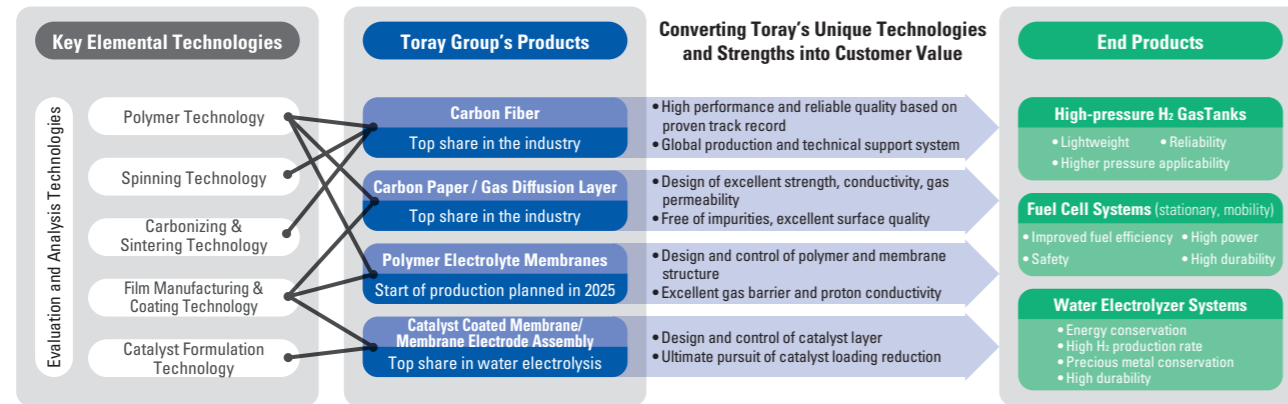 Key Elemental Technologies
Evaluation and Analysis Technologies
Polymer Technology
Spinning Technology
Carbonizing &
Sintering Technology
Film Manufacturing &
Coating Technology
Catalyst Formulation
Technology
Toray Group's Products
Carbon Fiber
Top share in the industry
Carbon Paper / Gas Diffusion Layer
Top share in the industry
Polymer Electrolyte Membranes
Start of production planned in 2025
Catalyst Coated Membrane/
Membrane Electrode Assembly
Top share in water electrolysis
Converting Toray's Unique Technologies
and Strengths into Customer Value
• High performance and reliable quality based on
proven track record
• Global production and technical support system
• Design of excellent strength, conductivity, gas
permeability
• Free of impurities, excellent surface quality
• Design and control of polymer and membrane
structure
• Excellent gas barrier and proton conductivity
• Design and control of catalyst layer
• Ultimate pursuit of catalyst loading reduction
End Products
High-pressure H₂ GasTanks
• Lightweight • Reliability
• Higher pressure applicability
Fuel Cell Systems (stationary, mobility)
• Improved fuel efficiency • High power
• Safety • High durability
Water Electrolyzer Systems
• Energy conservation
• High H₂ production rate
• Precious metal conservation
• High durability